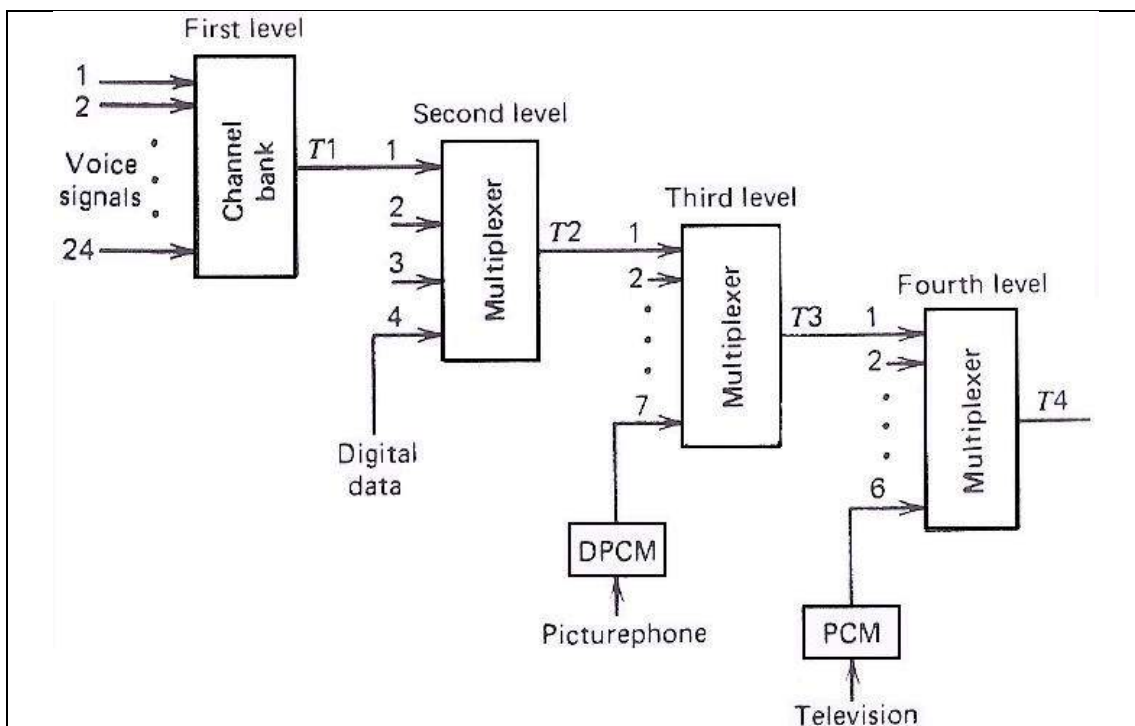 First level
1
2
Voice
signals
24
Channel
bank
T1
Second level
1
2
3
4
Multiplexer
Digital
data
T2
Third level
1
2
7
Multiplexer
DPCM
Picturephone
T3
Fourth level
1
2
6
Multiplexer
PCM
Television
T4